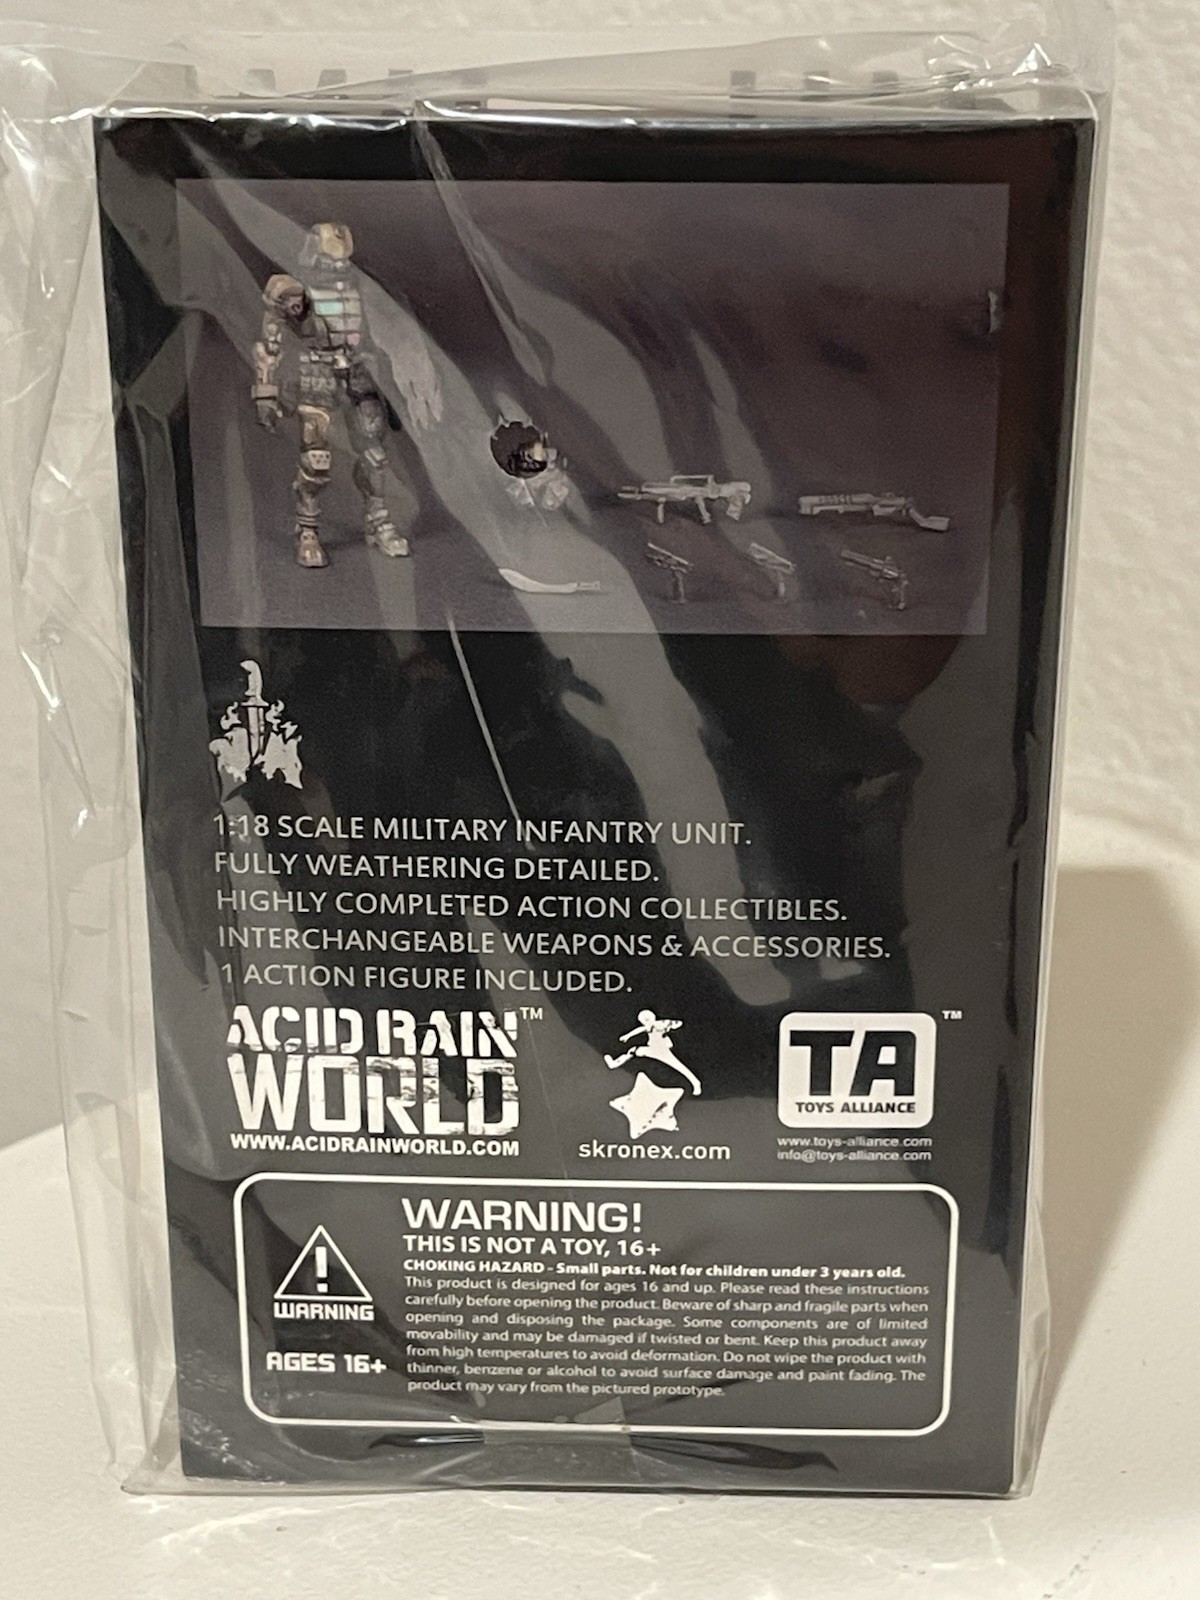 1:18 SCALE MILITARY INFANTRY UNIT.
FULLY WEATHERING DETAILED.
HIGHLY COMPLETED ACTION COLLECTIBLES.
INTERCHANGEABLE WEAPONS & ACCESSORIES.
1 ACTION FIGURE INCLUDED.
ACID RAIN™
WORLD
WWW.ACIDRAINWORLD.COM
skronex.com
TA™
TOYS ALLIANCE
www.toys-alliance.com
info@toys-alliance.com
WARNING
AGES 16+
WARNING!
THIS IS NOT A TOY, 16+
CHOKING HAZARD - Small parts. Not for children under 3 years old.
This product is designed for ages 16 and up. Please read these instructions
carefully before opening the product. Beware of sharp and fragile parts when
opening and disposing the package. Some components are of limited
movability and may be damaged if twisted or bent. Keep this product away
from high temperatures to avoid deformation. Do not wipe the product with
thinner, benzene or alcohol to avoid surface damage and paint fading. The
product may vary from the pictured prototype.